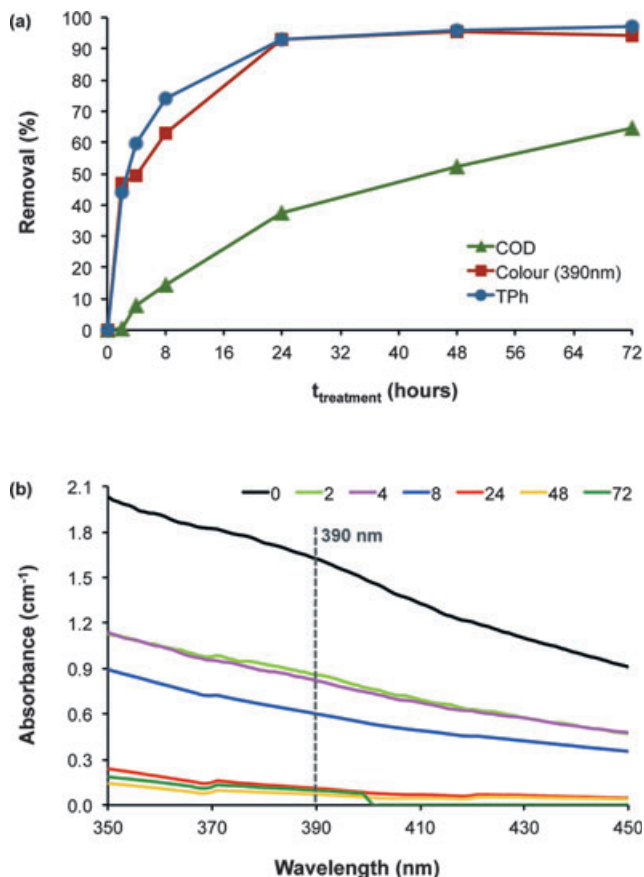 (a)
100
90
80
70
60
50
40
30
20
10
0
Removal (%)
COD
Colour (390nm)
TPh
0 8 16 24 32 40 48 56 64 72
t_treatment (hours)
(b)
0 2 4 8 24 48 72
2.1
1.8
1.5
1.2
0.9
0.6
0.3
0.0
Absorbance (cm⁻¹)
390 nm
350 370 390 410 430 450
Wavelength (nm)